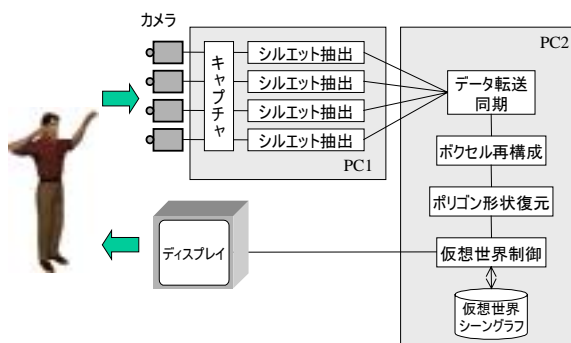 カメラ
キャプチャ
シルエット抽出
シルエット抽出
シルエット抽出
シルエット抽出
PC1
PC2
データ転送
同期
ボクセル再構成
ポリゴン形状復元
仮想世界制御
仮想世界
シーングラフ
ディスプレイ